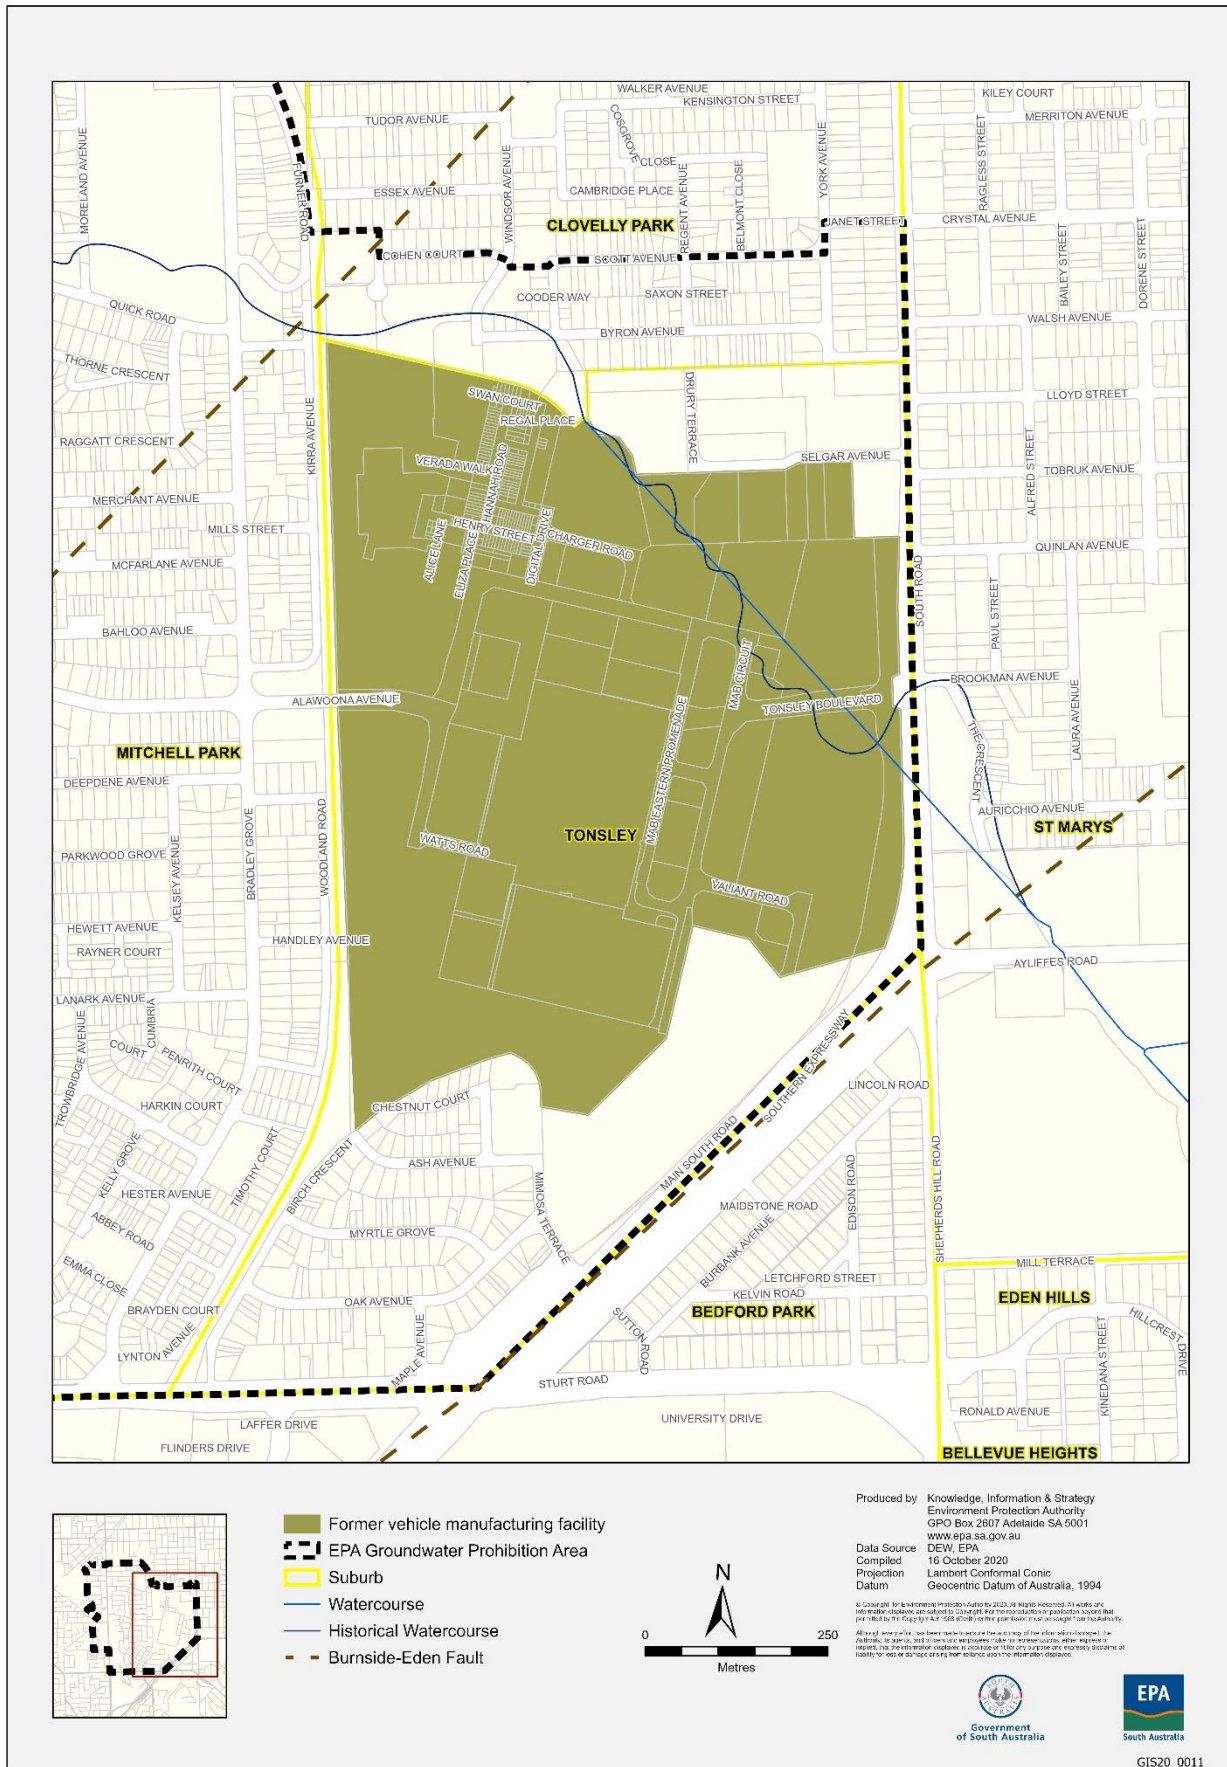 WALKER AVENUE
KENSINGTON STREET
KILEY COURT
MERRITON AVENUE
TUDOR AVENUE
COSGROVE
CLOSE
MORELAND AVENUE
FURNER ROAD
ESSEX AVENUE
WINDSOR AVENUE
CAMBRIDGE PLACE
REGENT AVENUE
BELMONT CLOSE
YORK AVENUE
RAGLESS STREET
CLOVELLY PARK
JANET STREET
CRYSTAL AVENUE
COHEN COURT
SCOTT AVENUE
BAILEY STREET
DORENE STREET
COODER WAY
SAXON STREET
QUICK ROAD
BYRON AVENUE
WALSH AVENUE
THORNE CRESCENT
KIRRA AVENUE
SWAN COURT
REGAL PLACE
DRURY TERRACE
LLOYD STREET
RAGGATT CRESCENT
VERADA WALK
HANNAH ROAD
SELGAR AVENUE
TOBRUK AVENUE
ALFRED STREET
MERCHANT AVENUE
MILLS STREET
HENRY STREET
CHARGER ROAD
DIGITAL DRIVE
ALICE LANE
ELIZA PLACE
QUINLAN AVENUE
MCFARLANE AVENUE
SOUTH ROAD
PAUL STREET
BAHLOO AVENUE
MAB CIRCUIT
BROOKMAN AVENUE
ALAWOONA AVENUE
TONSLEY BOULEVARD
LAURA AVENUE
THE CRESCENT
MITCHELL PARK
MAB EASTERN PROMENADE
DEEPDENE AVENUE
AURICCHIO AVENUE
ST MARYS
TONSLEY
WATTS ROAD
WOODLAND ROAD
BRADLEY GROVE
KELSEY AVENUE
PARKWOOD GROVE
VALIANT ROAD
HEWETT AVENUE
HANDLEY AVENUE
RAYNER COURT
AYLIFFES ROAD
LANARK AVENUE
CUMBRIA
COURT
PENRITH COURT
TROWBRIDGE AVENUE
SOUTHERN EXPRESSWAY
LINCOLN ROAD
HARKIN COURT
CHESTNUT COURT
MAIN SOUTH ROAD
KELLY GROVE
TIMOTHY COURT
BIRCH CRESCENT
ASH AVENUE
MIMOSA TERRACE
EDISON ROAD
SHEPHERDS HILL ROAD
HESTER AVENUE
MAIDSTONE ROAD
ABBEY ROAD
MYRTLE GROVE
BURBANK AVENUE
MILL TERRACE
EMMA CLOSE
LETCHFORD STREET
KELVIN ROAD
BRAYDEN COURT
OAK AVENUE
BEDFORD PARK
EDEN HILLS
SUTTON ROAD
LYNTON AVENUE
MAPLE AVENUE
HILLCREST DRIVE
KINEDANA STREET
STURT ROAD
LAFFER DRIVE
UNIVERSITY DRIVE
RONALD AVENUE
FLINDERS DRIVE
BELLEVUE HEIGHTS
Former vehicle manufacturing facility
EPA Groundwater Prohibition Area
Suburb
Watercourse
Historical Watercourse
Burnside-Eden Fault
N
0 250
Metres
Produced by Knowledge, Information & Strategy
Environment Protection Authority
GPO Box 2607 Adelaide SA 5001
www.epa.sa.gov.au
Data Source DEW, EPA
Compiled 16 October 2020
Projection Lambert Conformal Conic
Datum Geocentric Datum of Australia, 1994
Government
of South Australia
EPA
South Australia
GIS20_0011